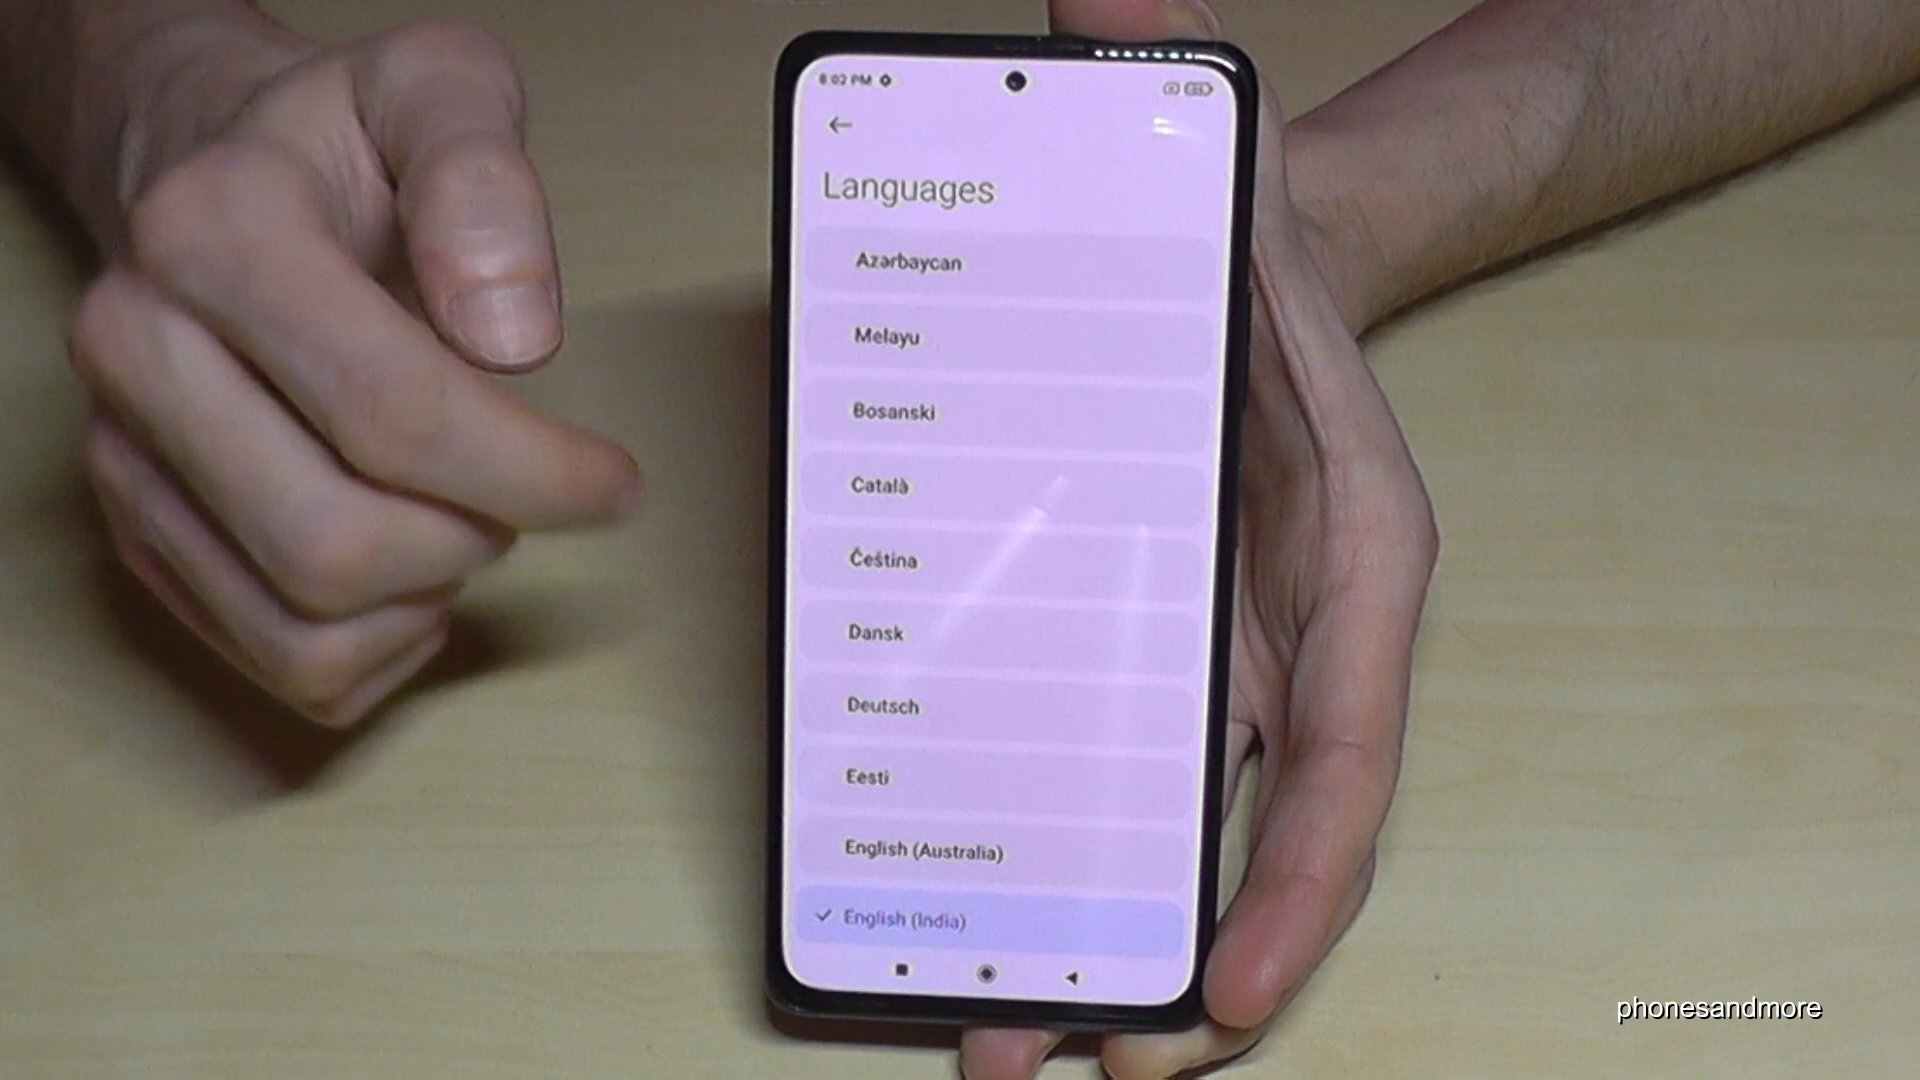 8:02 PM
Languages
Azərbaycan
Melayu
Bosanski
Català
Čeština
Dansk
Deutsch
Eesti
English (Australia)
English (India)
phonesandmore